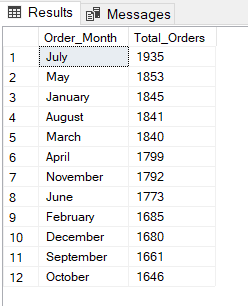 Results Messages
Order_Month Total_Orders
1 July 1935
2 May 1853
3 January 1845
4 August 1841
5 March 1840
6 April 1799
7 November 1792
8 June 1773
9 February 1685
10 December 1680
11 September 1661
12 October 1646